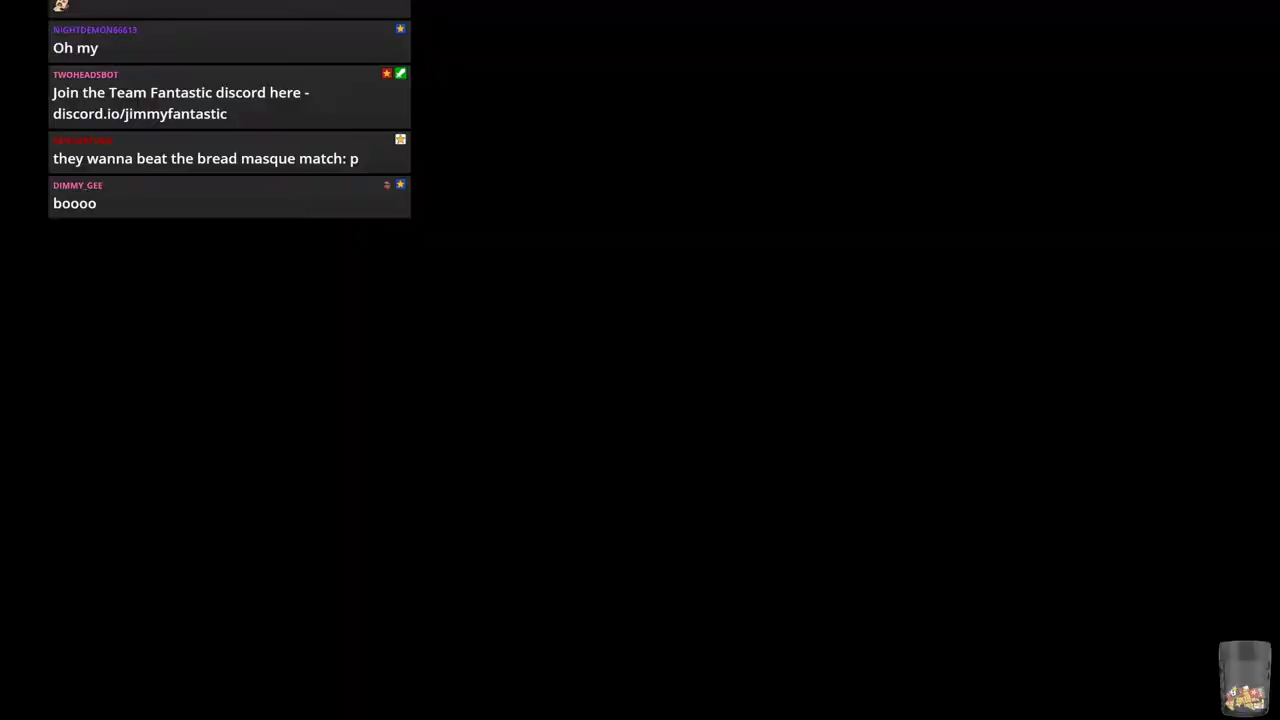 NIGHTDEMON66613
Oh my
TWOHEADSBOT
Join the Team Fantastic discord here -
discord.io/jimmyfantastic
they wanna beat the bread masque match: p
DIMMY_GEE
boooo